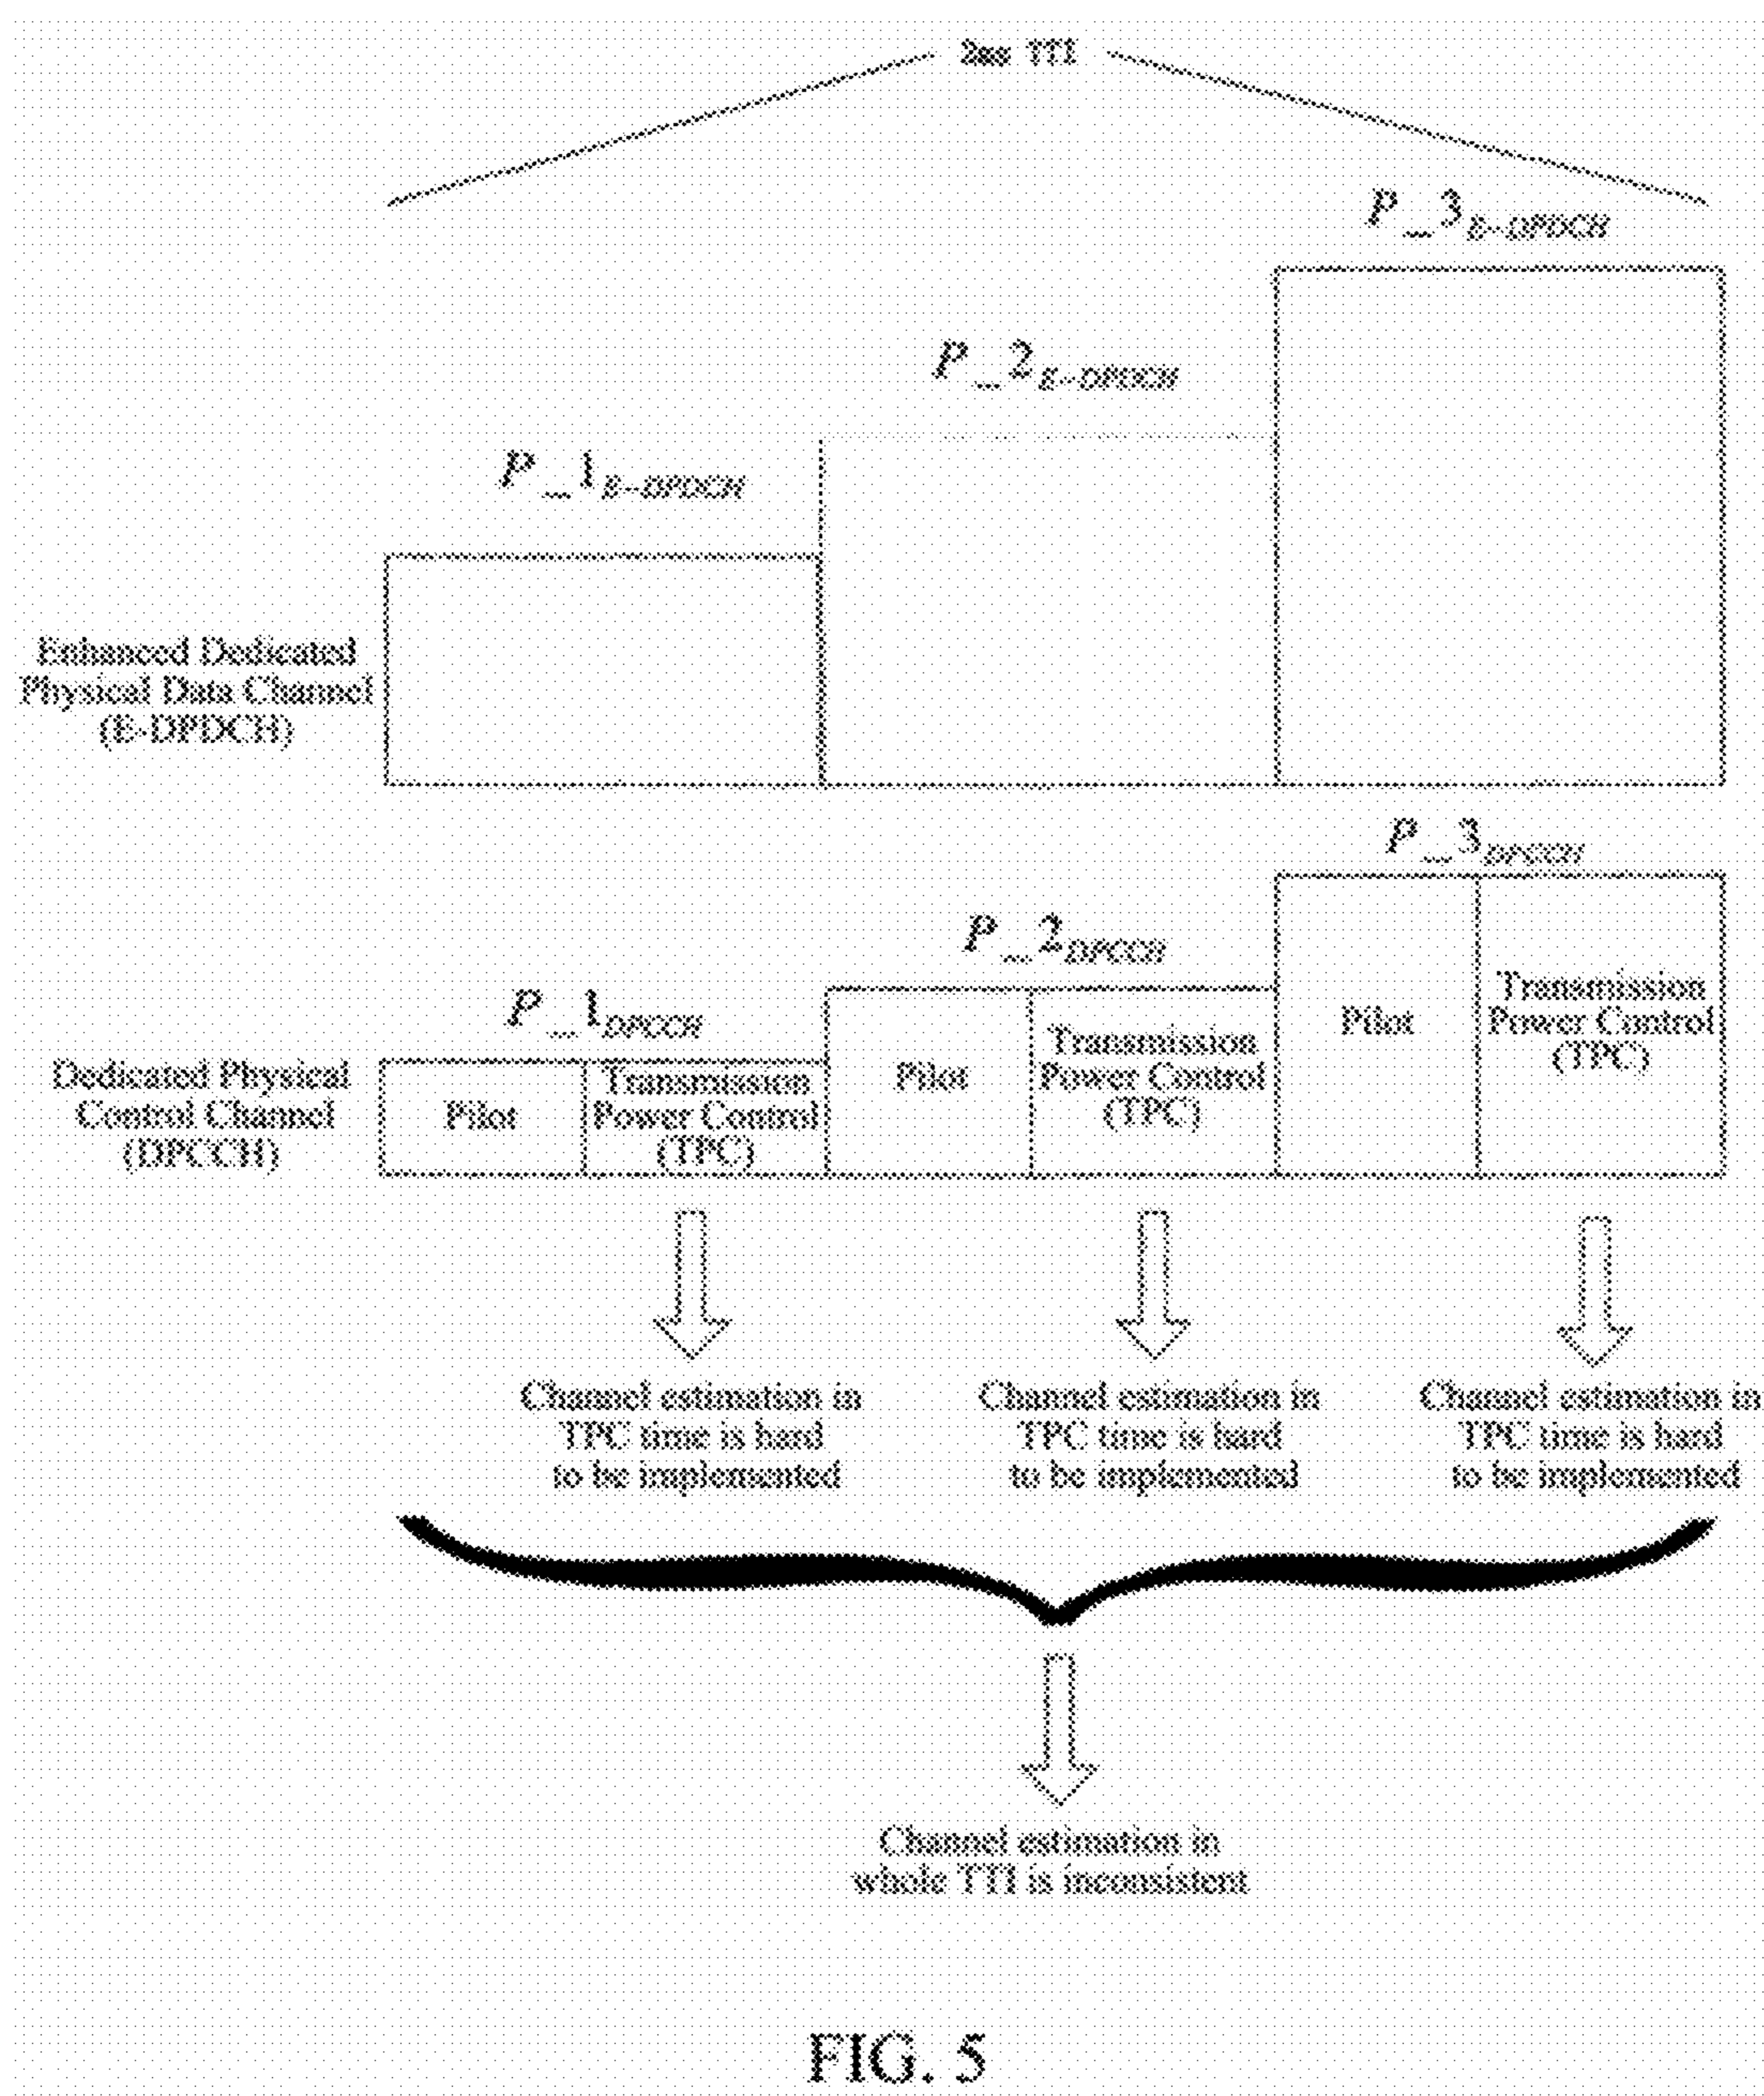 2ms TTI
P_3E-DPDCH
P_2E-DPDCH
P_1E-DPDCH
Enhanced Dedicated
Physical Data Channel
(E-DPDCH)
P_3DPCCH
P_2DPCCH
P_1DPCCH
Dedicated Physical
Control Channel
(DPCCH)
Pilot
Transmission
Power Control
(TPC)
Pilot
Transmission
Power Control
(TPC)
Pilot
Transmission
Power Control
(TPC)
Channel estimation in
TPC time is hard
to be implemented
Channel estimation in
TPC time is hard
to be implemented
Channel estimation in
TPC time is hard
to be implemented
Channel estimation in
whole TTI is inconsistent
FIG. 5